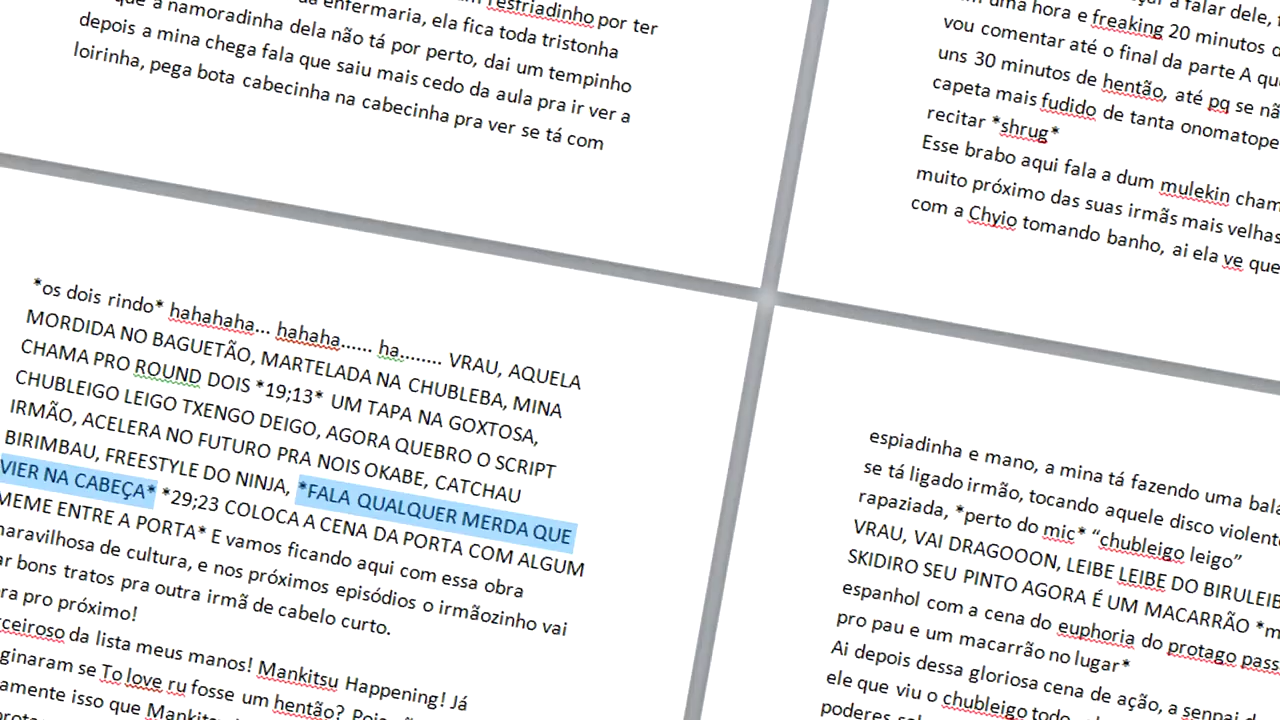 resfriadinho por ter
que a namoradinha dela não tá por perto, dai um tempinho
enfermaria, ela fica toda tristonha
depois a mina chega fala que saiu mais cedo da aula pra ir ver a
loirinha, pega bota cabecinha na cabecinha pra ver se tá com
a falar dele,
uma hora e freaking 20 minutos
vou comentar até o final da parte A
uns 30 minutos de hentão, até pq se
capeta mais fudido de tanta
recitar *shrug*
Esse brabo aqui fala a dum mulekin
muito próximo das suas irmãs mais velhas
com a Chyio tomando banho, ai ela ve que
*os dois rindo* hahahaha... hahaha...... ha........ VRAU, AQUELA
MORDIDA NO BAGUETÃO, MARTELADA NA CHUBLEBA, MINA
CHAMA PRO ROUND DOIS *19;13* UM TAPA NA GOXTOSA,
CHUBLEIGO LEIGO TXENGO DEIGO, AGORA QUEBRO O SCRIPT
IRMÃO, ACELERA NO FUTURO PRA NOIS OKABE, CATCHAU
BIRIMBAU, FREESTYLE DO NINJA, *FALA QUALQUER MERDA QUE
VIER NA CABEÇA* *29;23 COLOCA A CENA DA PORTA COM ALGUM
MEME ENTRE A PORTA* E vamos ficando aqui com essa obra
maravilhosa de cultura, e nos próximos episódios o irmãozinho vai
bons tratos pra outra irmã de cabelo curto.
pro próximo!
da lista meus manos! Mankitsu Happening! Já
se To love ru fosse um hentão?
isso que
espiadinha e mano, a mina tá fazendo uma
se tá ligado irmão, tocando aquele disco
rapaziada, *perto do mic* “chubleigo leigo”
VRAU, VAI DRAGOOON, LEIBE LEIBE DO
SKIDIRO SEU PINTO AGORA É UM MACARRÃO
espanhol com a cena do euphoria do protago
pro pau e um macarrão no lugar*
Ai depois dessa gloriosa cena de ação, a senpai
ele que viu o chubleigo
poderes